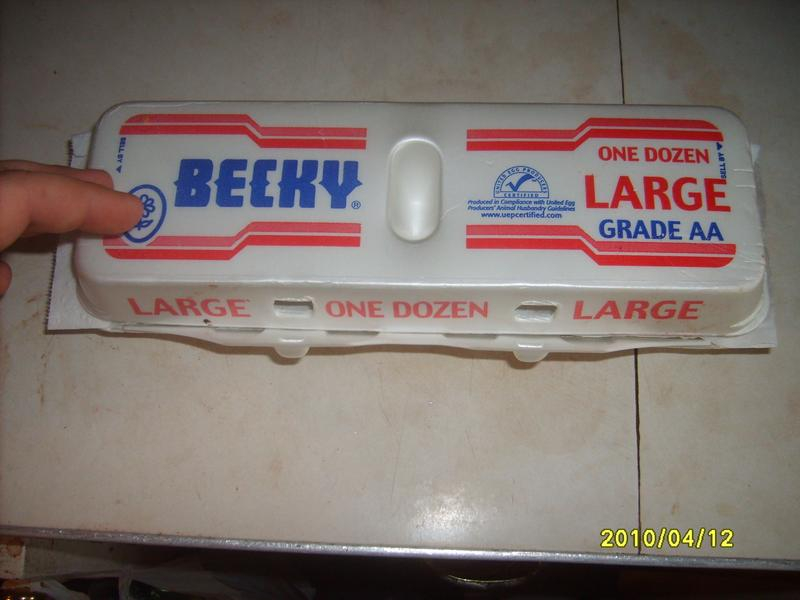 SELL BY
BECKY®
UNITED EGG PRODUCERS
CERTIFIED
Produced in Compliance with United Egg
Producers' Animal Husbandry Guidelines
www.uepcertified.com
ONE DOZEN
LARGE
GRADE AA
SELL BY
LARGE ONE DOZEN LARGE
2010/04/12